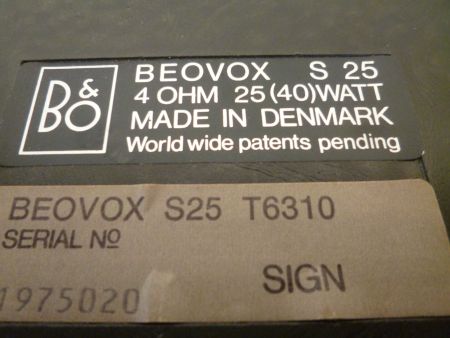 B&O
BEOVOX S 25
4 OHM 25(40)WATT
MADE IN DENMARK
World wide patents pending
BEOVOX S25 T6310
SERIAL Nº
SIGN
1975020